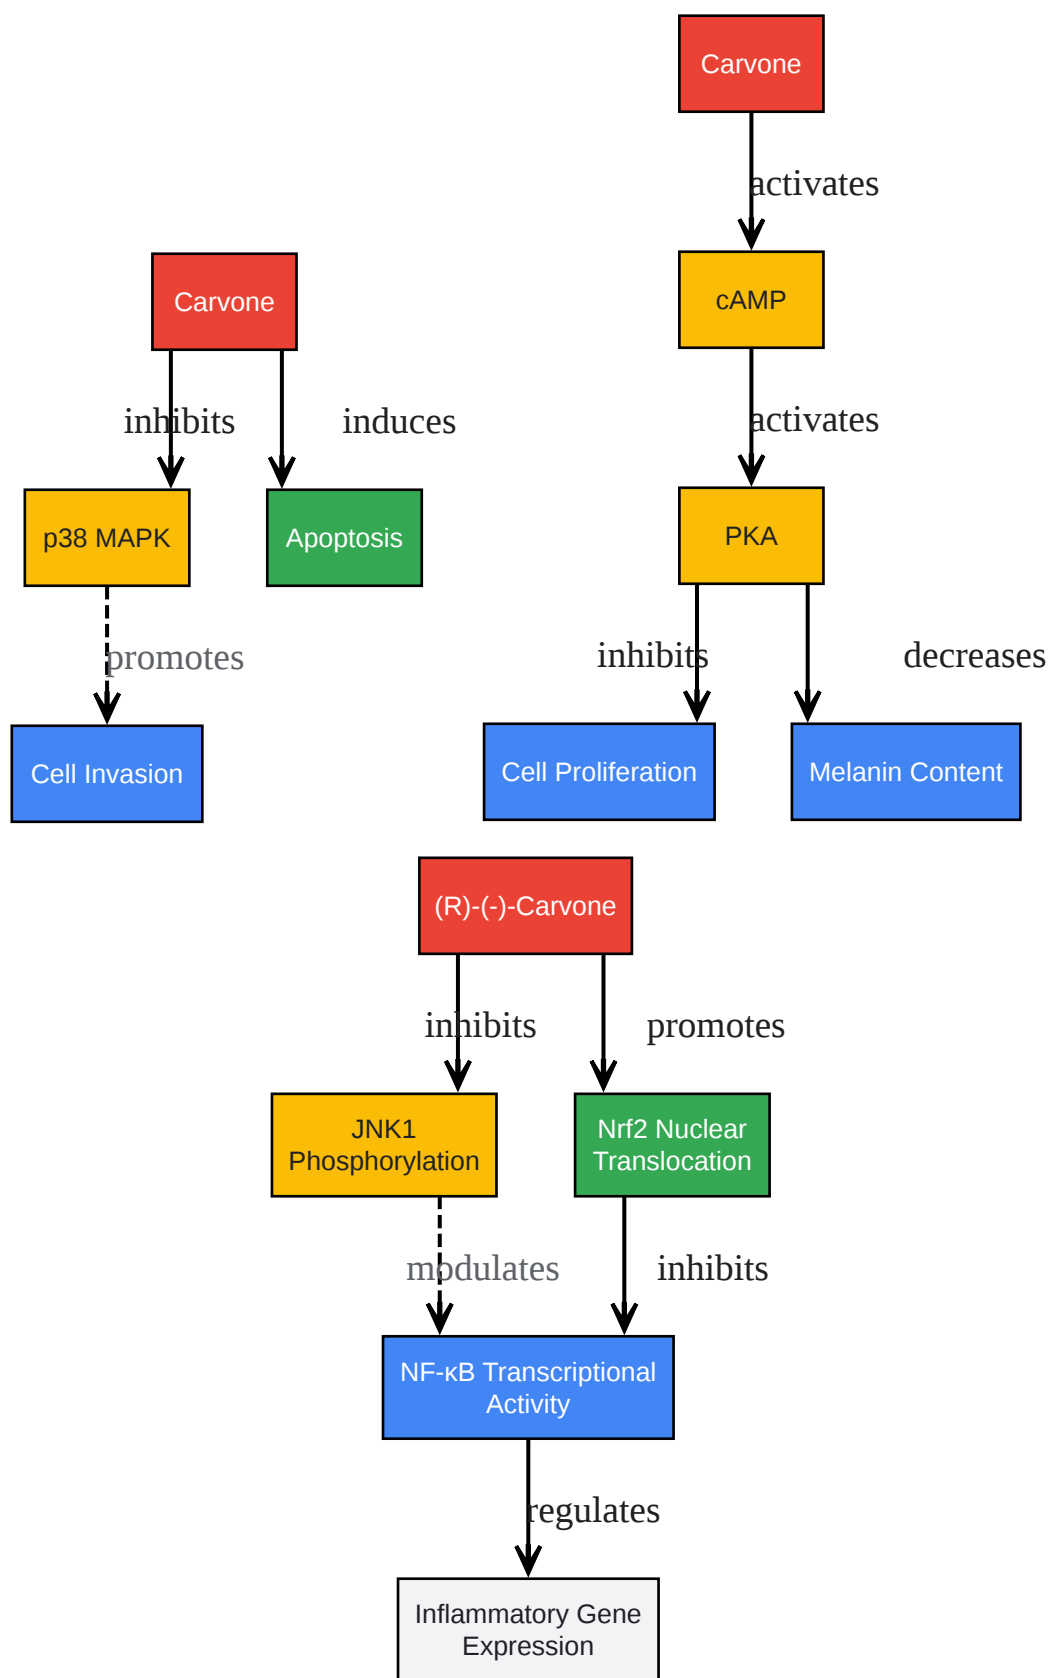 Carvone
activates
cAMP
activates
PKA
inhibits
decreases
Cell Proliferation
Melanin Content
Carvone
inhibits
induces
p38 MAPK
Apoptosis
promotes
Cell Invasion
(R)-(-)-Carvone
inhibits
promotes
JNK1
Phosphorylation
Nrf2 Nuclear
Translocation
modulates
inhibits
NF-κB Transcriptional
Activity
regulates
Inflammatory Gene
Expression